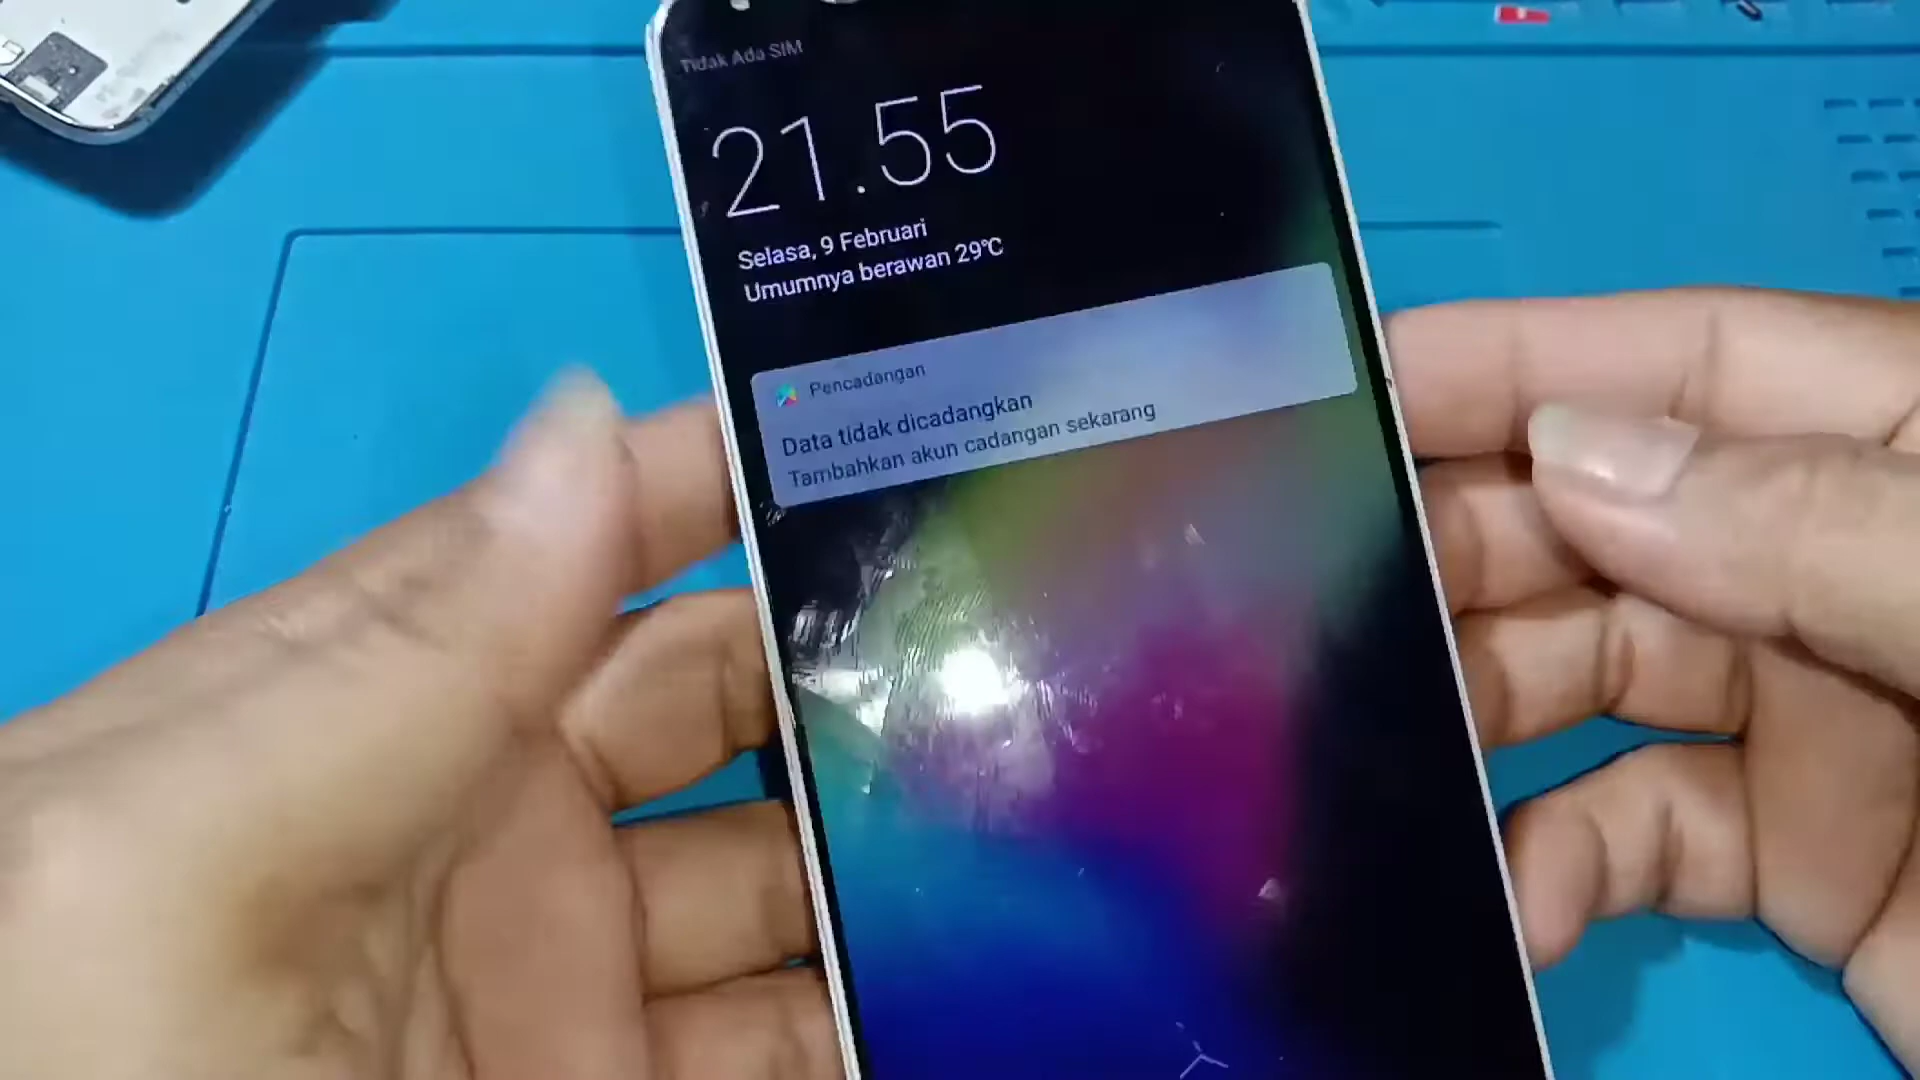 Tidak Ada SIM
21.55
Selasa, 9 Februari
Umumnya berawan 29°C
Pencadangan
Data tidak dicadangkan
Tambahkan akun cadangan sekarang